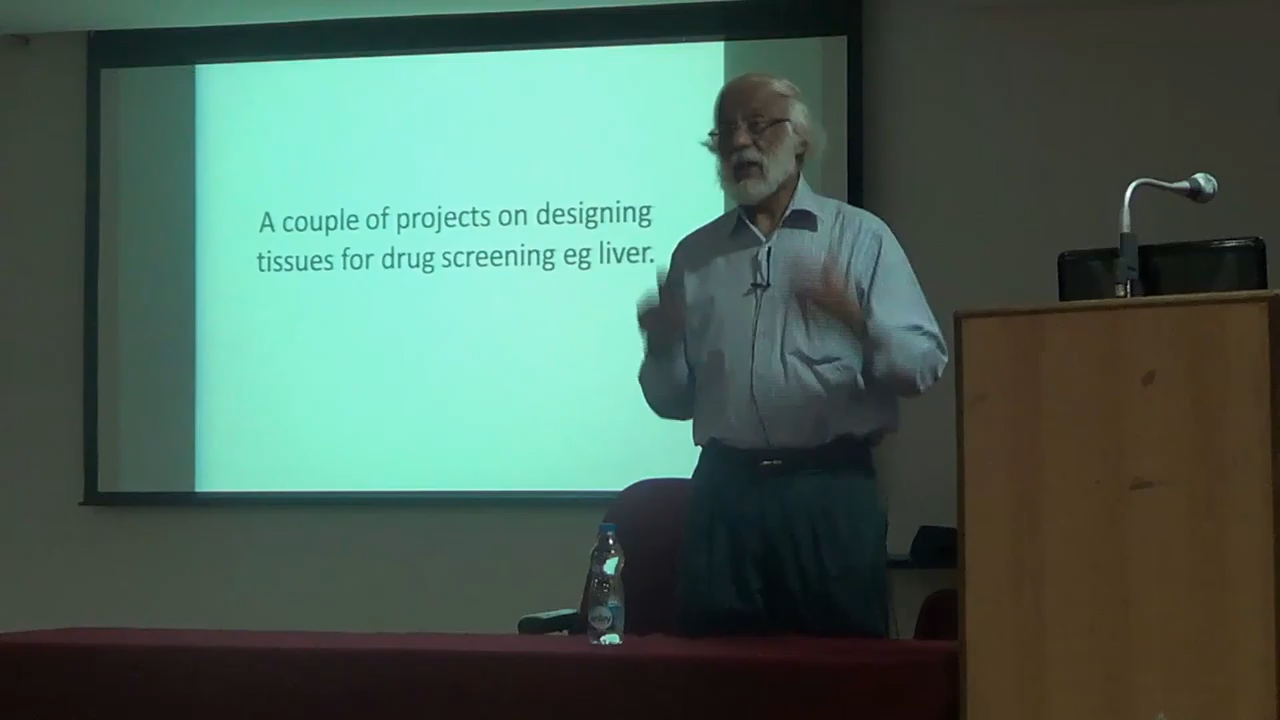 A couple of projects on designing
tissues for drug screening eg liver.